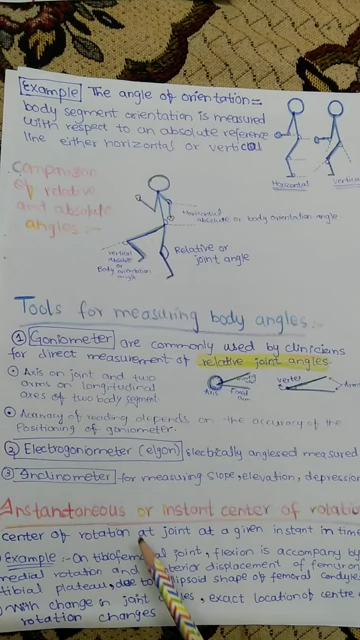 Example The angle of orientation=
body segment orientation is measured
with respect to an absolute reference
line either horizontal or vertical
Horizontal
vertical
Comparison
of relative
and absolute
angles:-
Horizontal
absolute or body orientation angle
Relative or
joint angle
vertical
absolute
or
Body orientation
angle
Tools for measuring body angles:-
① Goniometer are commonly used by clinicians
for direct measurement of relative joint angles.
Axis on joint and two
arms on longitudinal
axes of two body segment
Axis
Fixed
arm
vertex
Arms
Accuracy of reading depends on the accuracy of the
Positioning of goniometer.
② Electrogoniometer (elgon) electrically angles measured
③ Inclinometer for measuring slope, elevation, depression
Instantaneous or instant center of rotation
center of rotation at joint at a given instant in time
Example :- On tibiofemoral joint, flexion is accompany by
medial rotation and terior displacement of femur on
tibial plateau, due to psoid shape of femoral condyles
With change in joint es, exact location of centre of
rotation changes